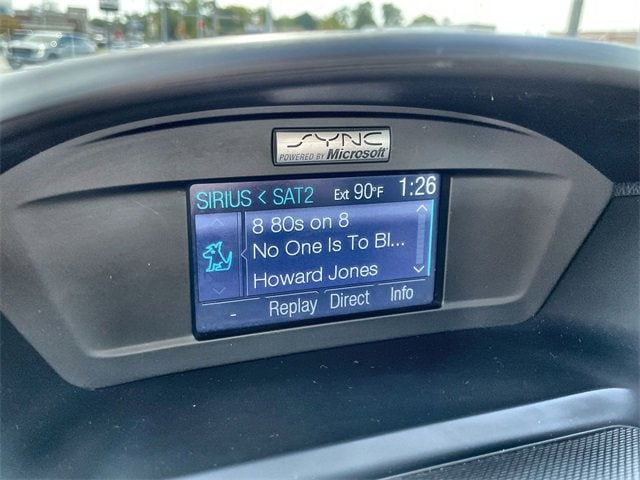 SYNC
POWERED BY Microsoft
SIRIUS < SAT2 Ext 90°F 1:26
8 80s on 8
No One Is To Bl...
Howard Jones
- Replay Direct Info